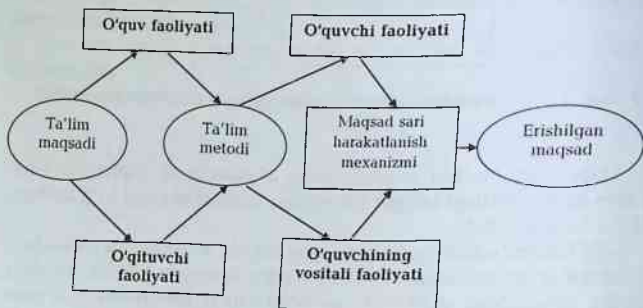 O'quv faoliyati
O'quvchi faoliyati
Ta'lim
maqsadi
Ta'lim
metodi
Maqsad sari
harakatlanish
mexanizmi
Erishilgan
maqsad
O'qituvchi
faoliyati
O'quvchining
vositali faoliyati